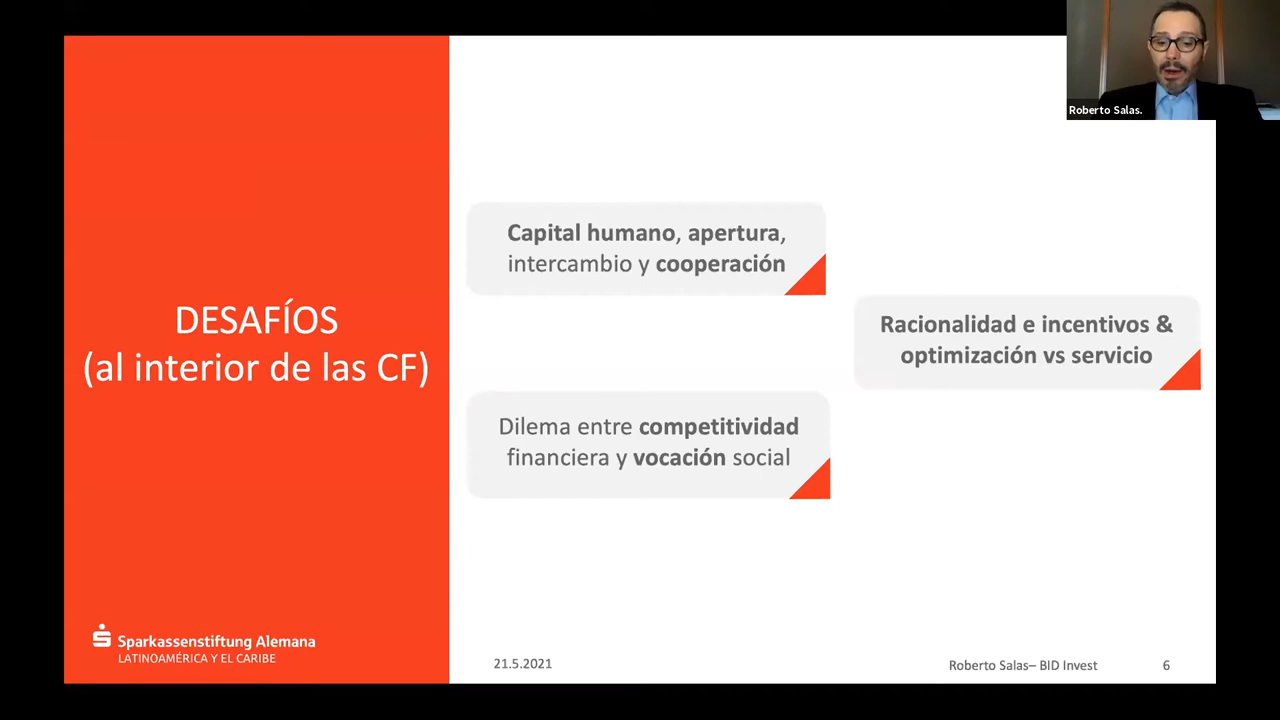 Roberto Salas.
DESAFÍOS
(al interior de las CF)
Capital humano, apertura,
intercambio y cooperación
Racionalidad e incentivos &
optimización vs servicio
Dilema entre competitividad
financiera y vocación social
Sparkassenstiftung Alemana
LATINOAMÉRICA Y EL CARIBE
21.5.2021
Roberto Salas– BID Invest
6